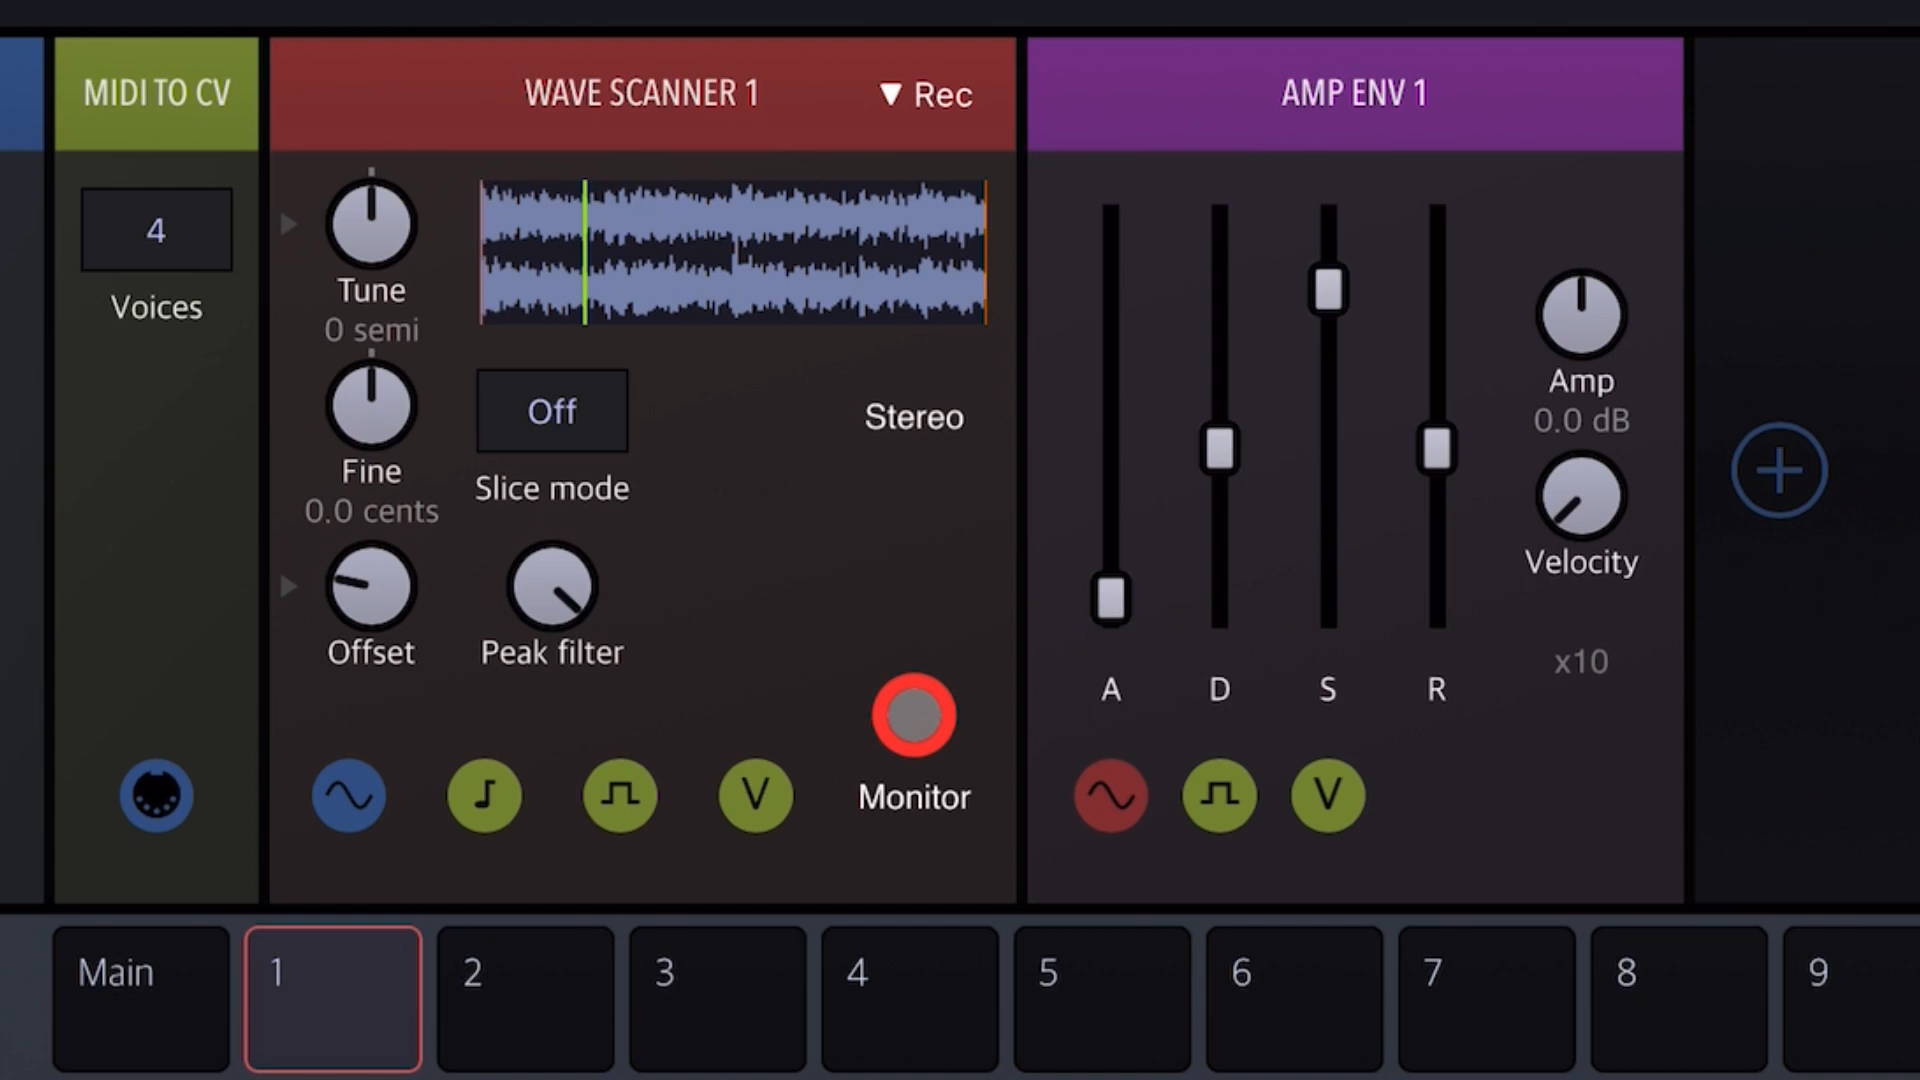 MIDI TO CV
WAVE SCANNER 1
▼ Rec
AMP ENV 1
4
Voices
Tune
0 semi
Fine
0.0 cents
Offset
Off
Slice mode
Peak filter
Stereo
Monitor
V
A
D
S
R
Amp
0.0 dB
Velocity
x10
V
Main
1
2
3
4
5
6
7
8
9